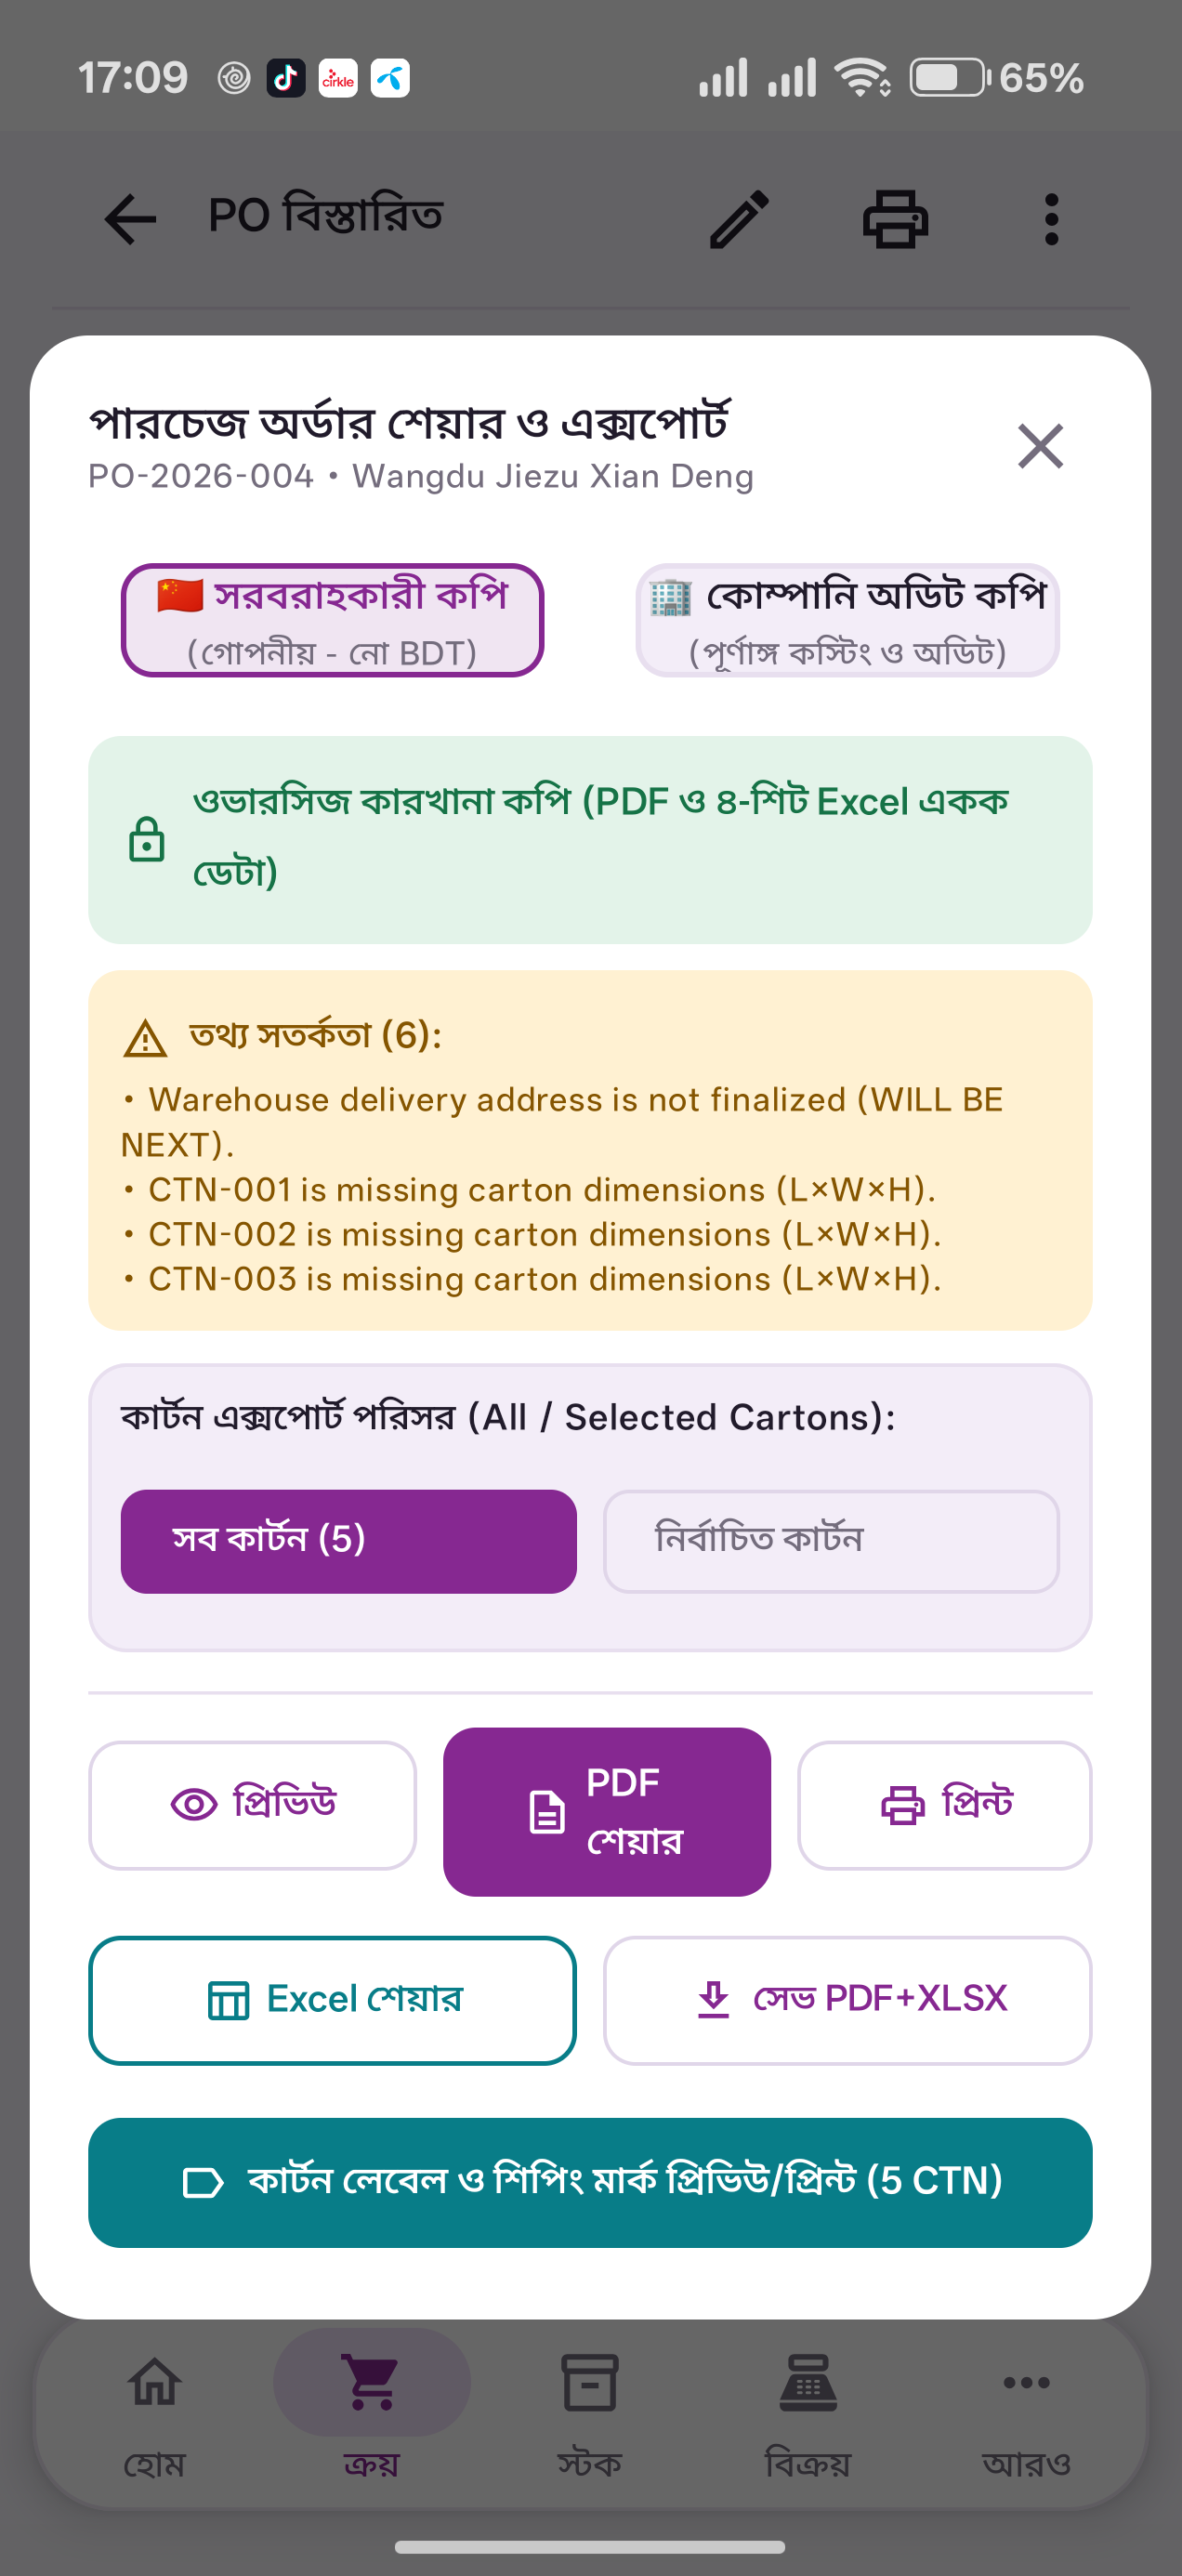 17:09
cirkle
65%
PO বিস্তারিত
পারচেজ অর্ডার শেয়ার ও এক্সপোর্ট
PO-2026-004 • Wangdu Jiezu Xian Deng
🇨🇳 সরবরাহকারী কপি
(গোপনীয় - নো BDT)
🏢 কোম্পানি অডিট কপি
(পূর্ণাঙ্গ কস্টিং ও অডিট)
ওভারসিজ কারখানা কপি (PDF ও ৪-শিট Excel একক
ডেটা)
তথ্য সতর্কতা (6):
• Warehouse delivery address is not finalized (WILL BE
NEXT).
• CTN-001 is missing carton dimensions (L×W×H).
• CTN-002 is missing carton dimensions (L×W×H).
• CTN-003 is missing carton dimensions (L×W×H).
কার্টন এক্সপোর্ট পরিসর (All / Selected Cartons):
সব কার্টন (5)
নির্বাচিত কার্টন
প্রিভিউ
PDF
শেয়ার
প্রিন্ট
Excel শেয়ার
সেভ PDF+XLSX
কার্টন লেবেল ও শিপিং মার্ক প্রিভিউ/প্রিন্ট (5 CTN)
হোম
ক্রয়
স্টক
বিক্রয়
আরও